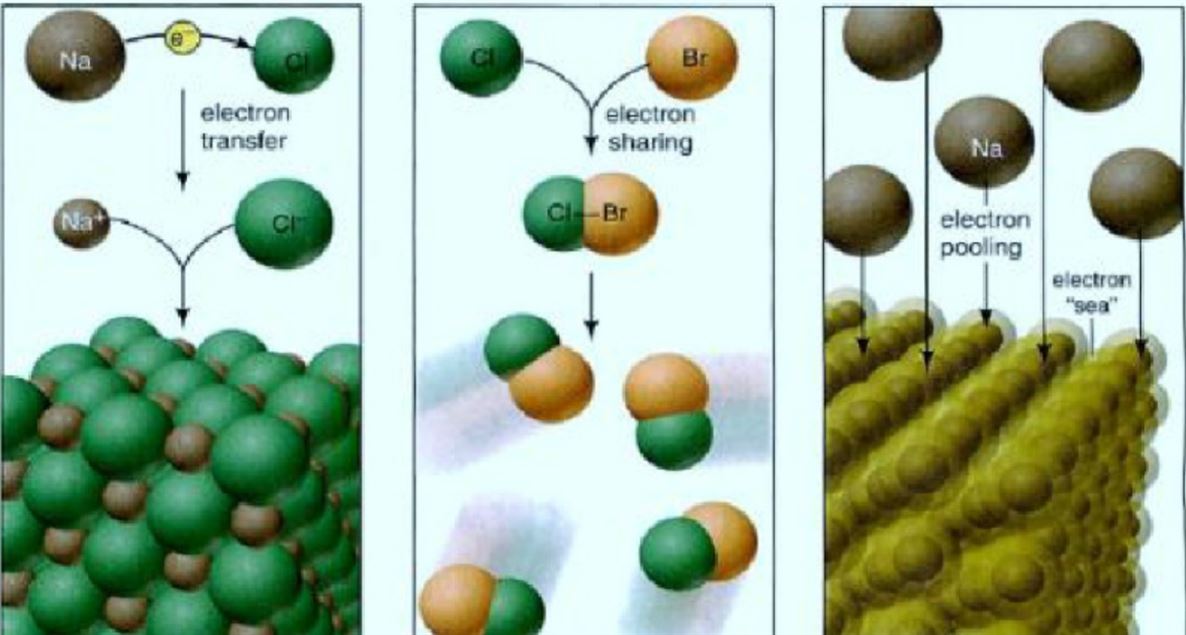 Na
e⁻
Cl
electron
transfer
Na⁺
Cl⁻
Cl
Br
electron
sharing
Cl—Br
Na
electron
pooling
electron
"sea"